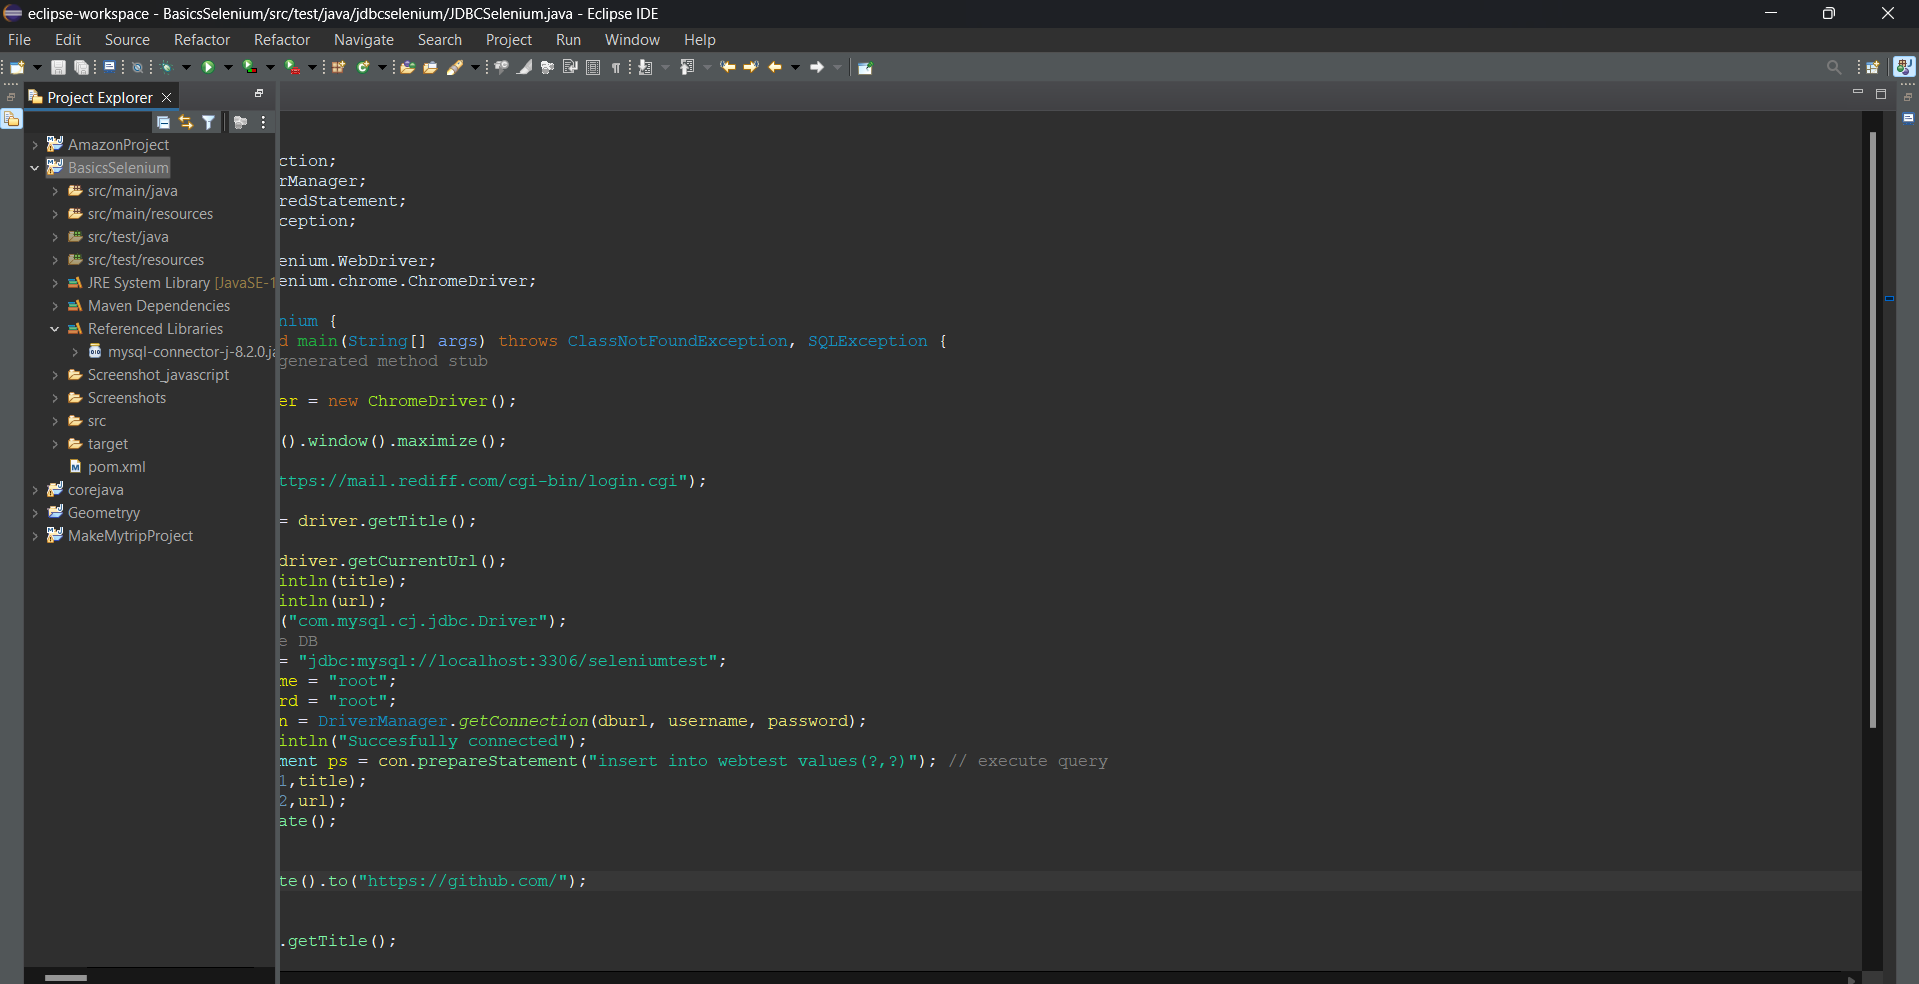 eclipse-workspace - BasicsSelenium/src/test/java/jdbcselenium/JDBCSelenium.java - Eclipse IDE
File Edit Source Refactor Refactor Navigate Search Project Run Window Help
Project Explorer
AmazonProject
BasicsSelenium
src/main/java
src/main/resources
src/test/java
src/test/resources
JRE System Library [JavaSE-1
Maven Dependencies
Referenced Libraries
mysql-connector-j-8.2.0.ja
Screenshot_javascript
Screenshots
src
target
pom.xml
corejava
Geometryy
MakeMytripProject
ction;
rManager;
redStatement;
ception;
enium.WebDriver;
enium.chrome.ChromeDriver;
nium {
d main(String[] args) throws ClassNotFoundException, SQLException {
generated method stub
er = new ChromeDriver();
().window().maximize();
ttps://mail.rediff.com/cgi-bin/login.cgi");
= driver.getTitle();
driver.getCurrentUrl();
intln(title);
intln(url);
("com.mysql.cj.jdbc.Driver");
e DB
= "jdbc:mysql://localhost:3306/seleniumtest";
me = "root";
rd = "root";
n = DriverManager.getConnection(dburl, username, password);
intln("Succesfully connected");
ment ps = con.prepareStatement("insert into webtest values(?,?)"); // execute query
1,title);
2,url);
ate();
te().to("https://github.com/");
.getTitle();